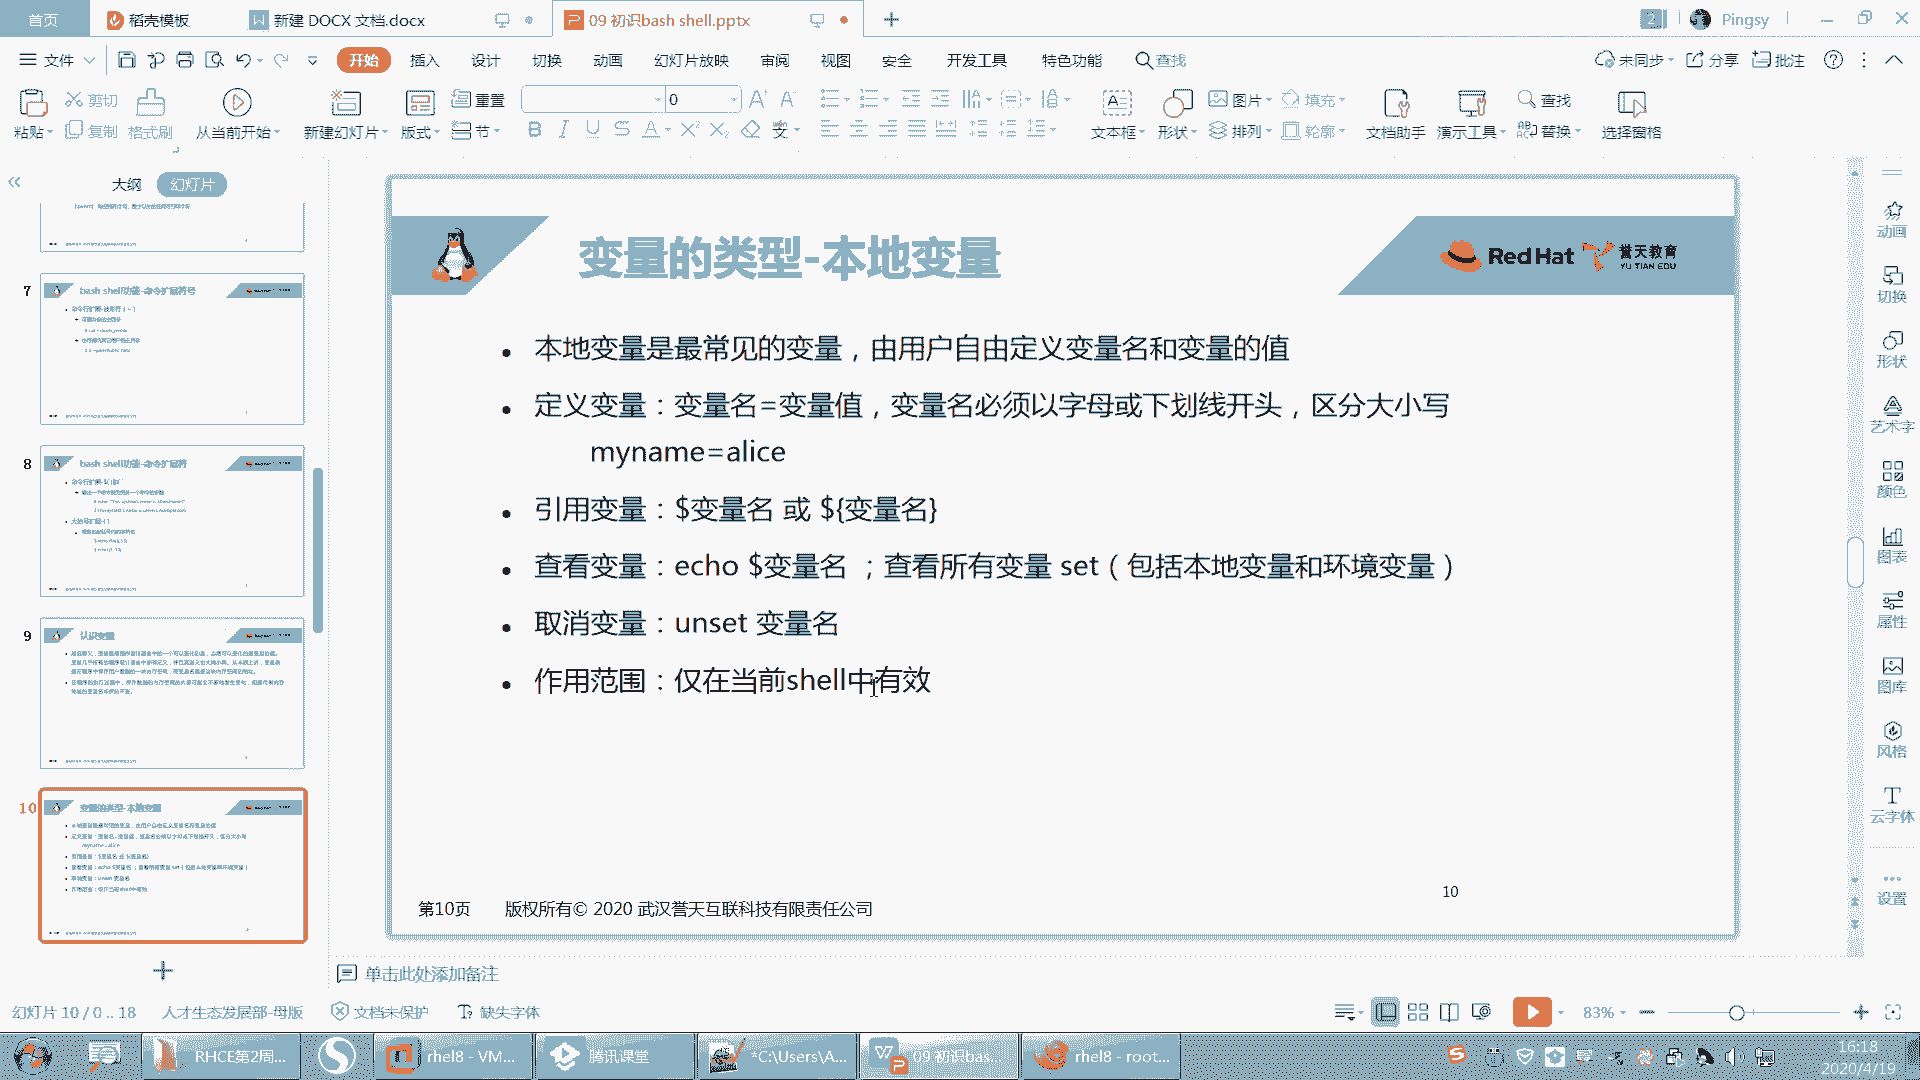 首页
稻壳模板
新建 DOCX 文档.docx
09 初识bash shell.pptx
2
Pingsy
文件
开始
插入
设计
切换
动画
幻灯片放映
审阅
视图
安全
开发工具
特色功能
查找
未同步
分享
批注
粘贴
剪切
复制
格式刷
从当前开始
新建幻灯片
版式
重置
节
0
文本框
形状
图片
排列
填充
轮廓
文档助手
演示工具
查找
替换
选择窗格
大纲
幻灯片
7
bash shell功能-命令扩展符号
8
bash shell功能-命令扩展符
9
认识变量
10
变量的类型-本地变量
变量的类型-本地变量
Red Hat
誉天教育
YU TIAN EDU
本地变量是最常见的变量，由用户自由定义变量名和变量的值
定义变量：变量名=变量值，变量名必须以字母或下划线开头，区分大小写
myname=alice
引用变量：$变量名 或 ${变量名}
查看变量：echo $变量名 ；查看所有变量 set（包括本地变量和环境变量）
取消变量：unset 变量名
作用范围：仅在当前shell中有效
10
第10页
版权所有© 2020 武汉誉天互联科技有限责任公司
动画
切换
形状
艺术字
颜色
图表
属性
图库
风格
云字体
设置
单击此处添加备注
幻灯片 10 / 0 .. 18
人才生态发展部-母版
文档未保护
缺失字体
83%
RHCE第2周...
rhel8 - VM...
腾讯课堂
*C:\Users\A...
09 初识bas...
rhel8 - root...
16:18
2020/4/19